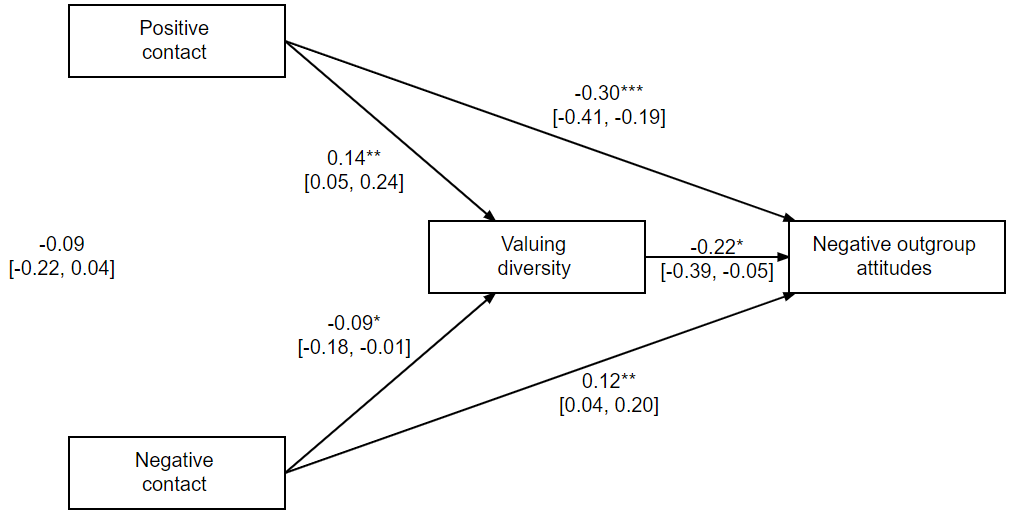 Positive
contact
-0.30***
[-0.41, -0.19]
0.14**
[0.05, 0.24]
-0.09
[-0.22, 0.04]
Valuing
diversity
-0.22*
[-0.39, -0.05]
Negative outgroup
attitudes
-0.09*
[-0.18, -0.01]
0.12**
[0.04, 0.20]
Negative
contact